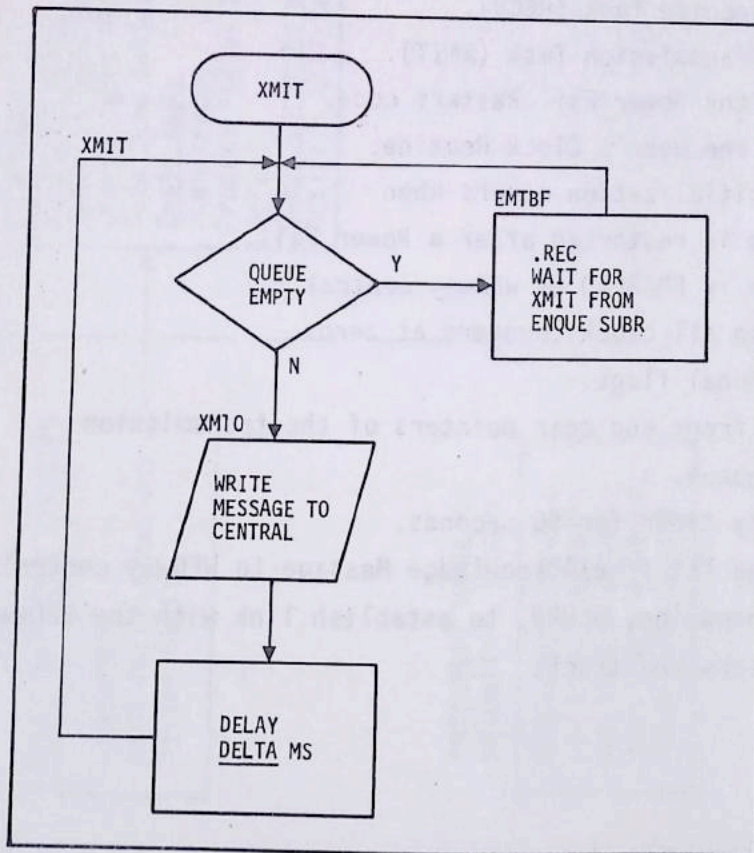 XMIT
XMIT
EMTBF
QUEUE
EMPTY
Y
.REC
WAIT FOR
XMIT FROM
ENQUE SUBR
N
XMIO
WRITE
MESSAGE TO
CENTRAL
DELAY
DELTA MS